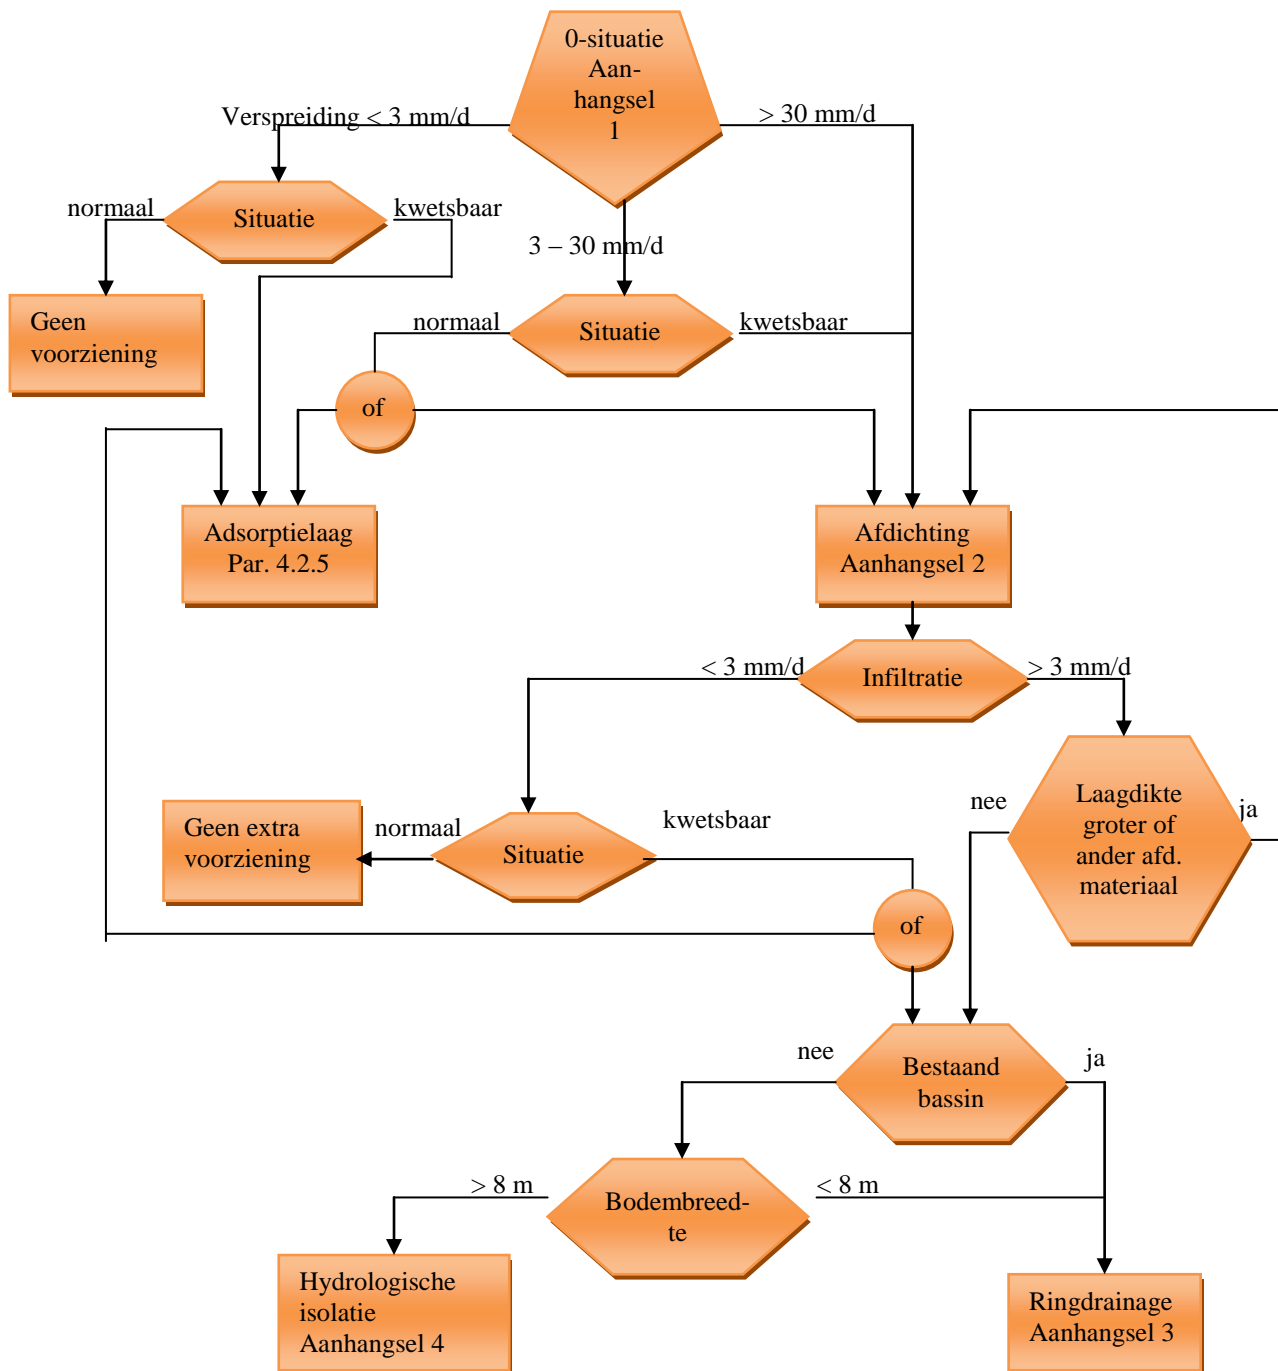 0-situatie
Aan-
hangsel
1
Verspreiding < 3 mm/d
> 30 mm/d
normaal
Situatie
kwetsbaar
3 – 30 mm/d
Geen
voorziening
normaal
Situatie
kwetsbaar
of
Adsorptielaag
Par. 4.2.5
Afdichting
Aanhangsel 2
< 3 mm/d
Infiltratie
> 3 mm/d
Geen extra
voorziening
normaal
Situatie
kwetsbaar
nee
Laagdikte
groter of
ander afd.
materiaal
ja
of
nee
Bestaand
bassin
ja
> 8 m
Bodembreed-
te
< 8 m
Hydrologische
isolatie
Aanhangsel 4
Ringdrainage
Aanhangsel 3